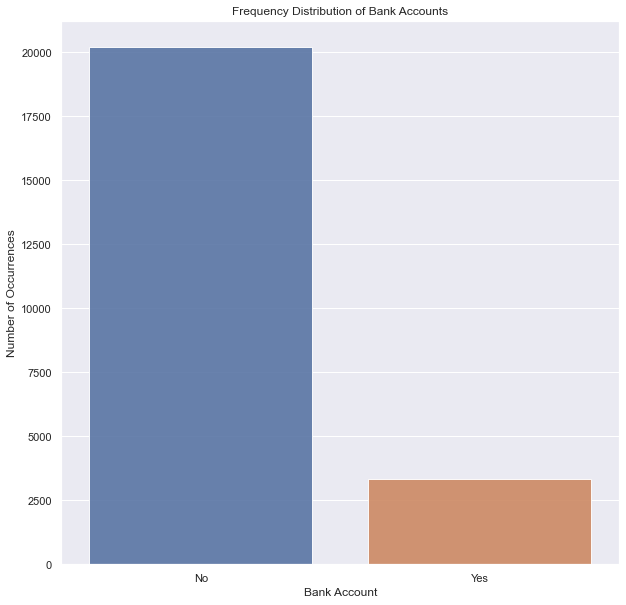 Frequency Distribution of Bank Accounts
Number of Occurrences
20000
17500
15000
12500
10000
7500
5000
2500
0
No
Yes
Bank Account